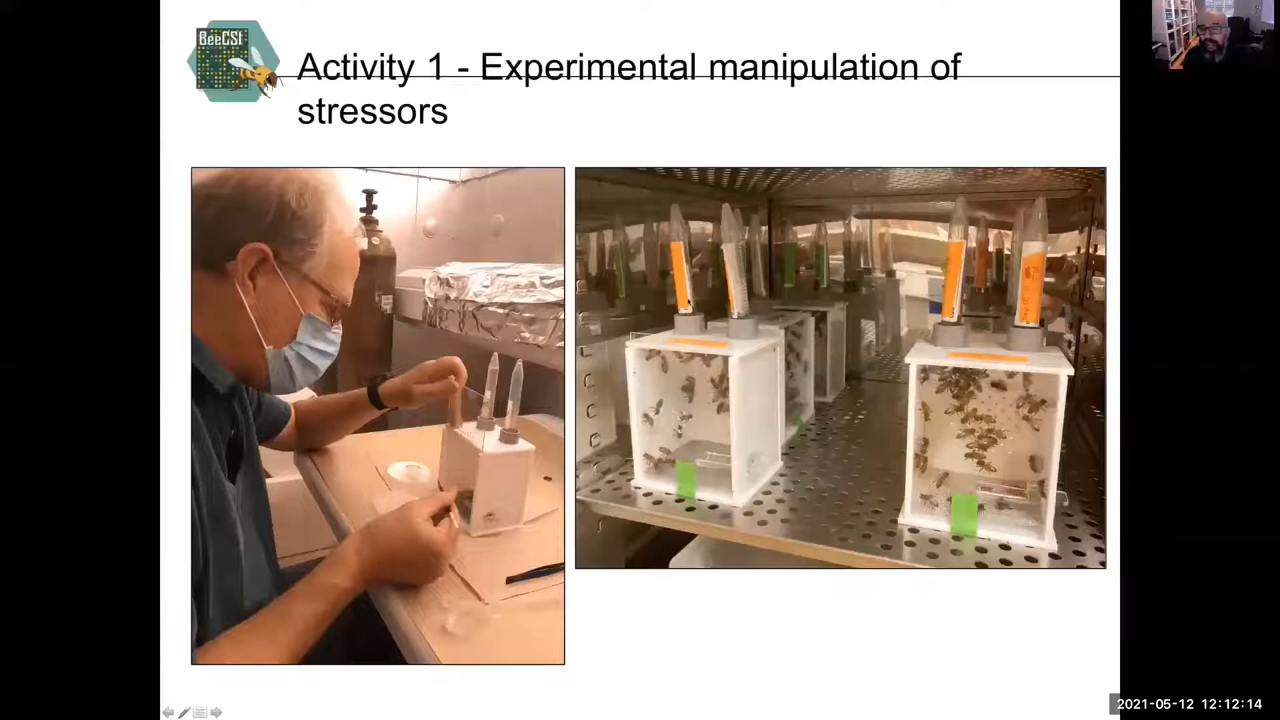 BeeCSI
Activity 1 - Experimental manipulation of
stressors
2021-05-12 12:12:14